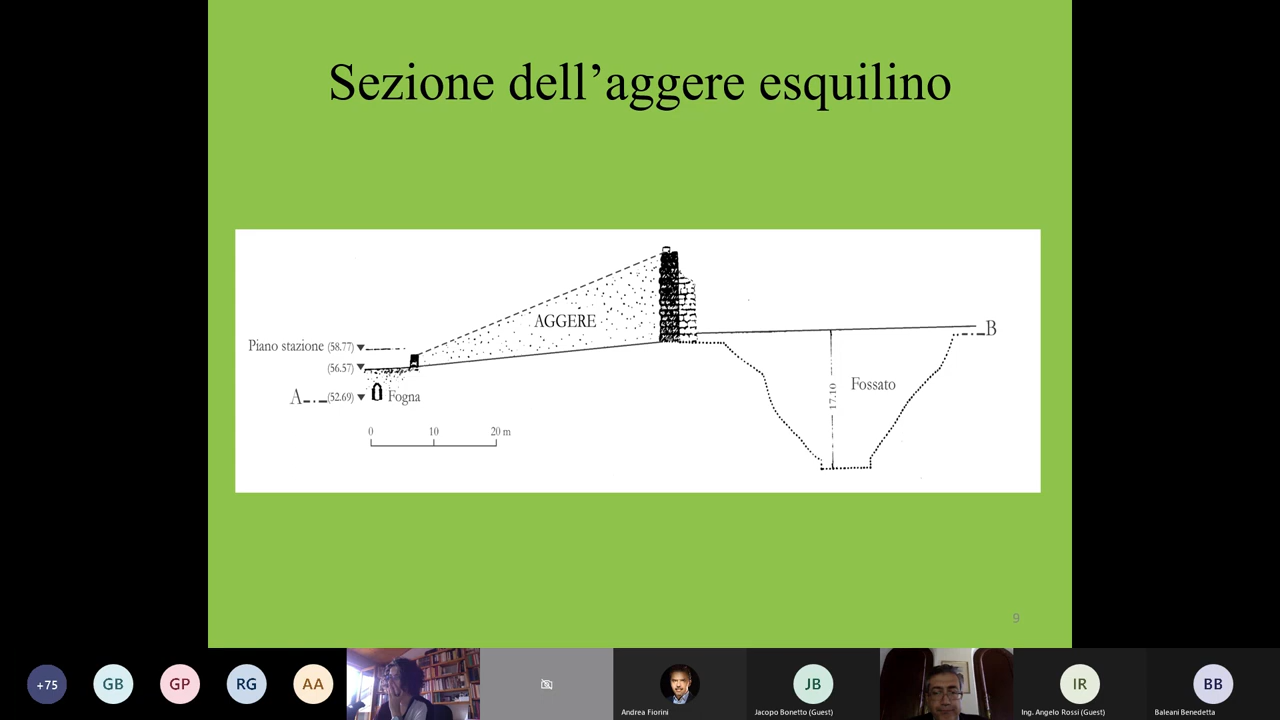 Sezione dell’aggere esquilino
AGGERE
Piano stazione (58.77)
(56.57)
A (52.69) Fogna
B
Fossato
17.10
0 10 20 m
9
+75 GB GP RG AA JB IR BB
Andrea Fiorini
Jacopo Bonetto (Guest)
Ing. Angelo Rossi (Guest)
Baleani Benedetta